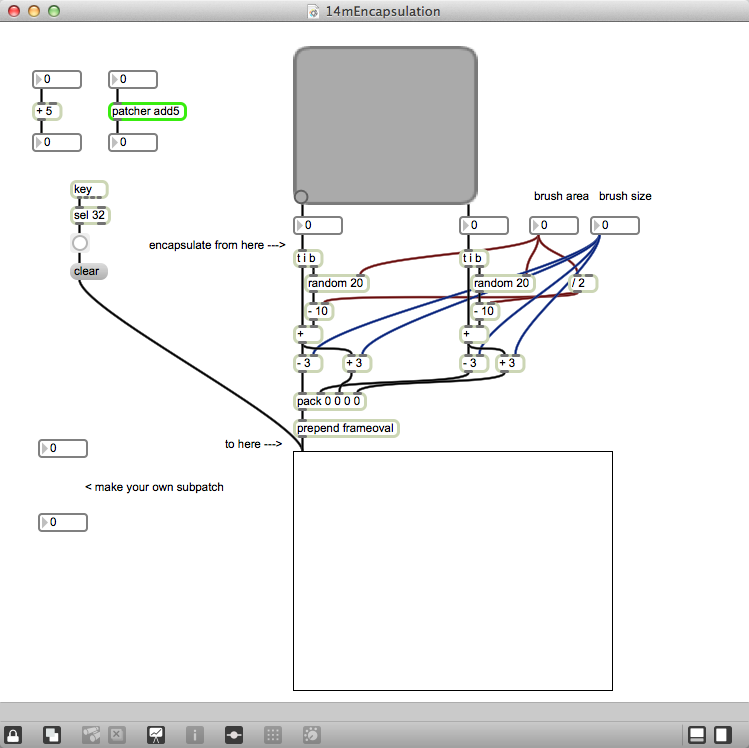 14mEncapsulation
0
0
+ 5
patcher add5
0
0
key
sel 32
clear
brush area
brush size
0
0
0
0
encapsulate from here --->
t i b
t i b
random 20
random 20
/ 2
- 10
- 10
+
+
- 3
+ 3
- 3
+ 3
pack 0 0 0 0
prepend frameoval
to here --->
0
< make your own subpatch
0